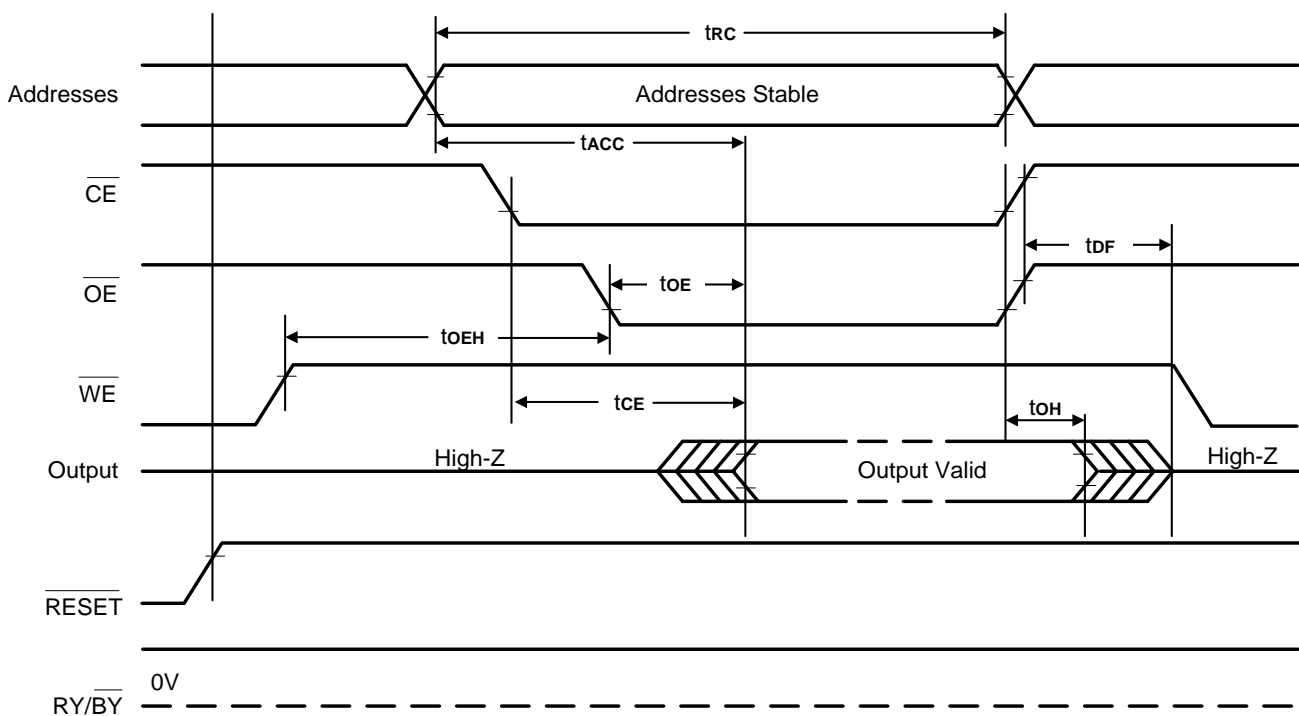 tRC
Addresses
Addresses Stable
tACC
CE
tDF
OE
tOE
tOEH
WE
tCE
tOH
Output
High-Z
Output Valid
High-Z
RESET
0V
RY/BY